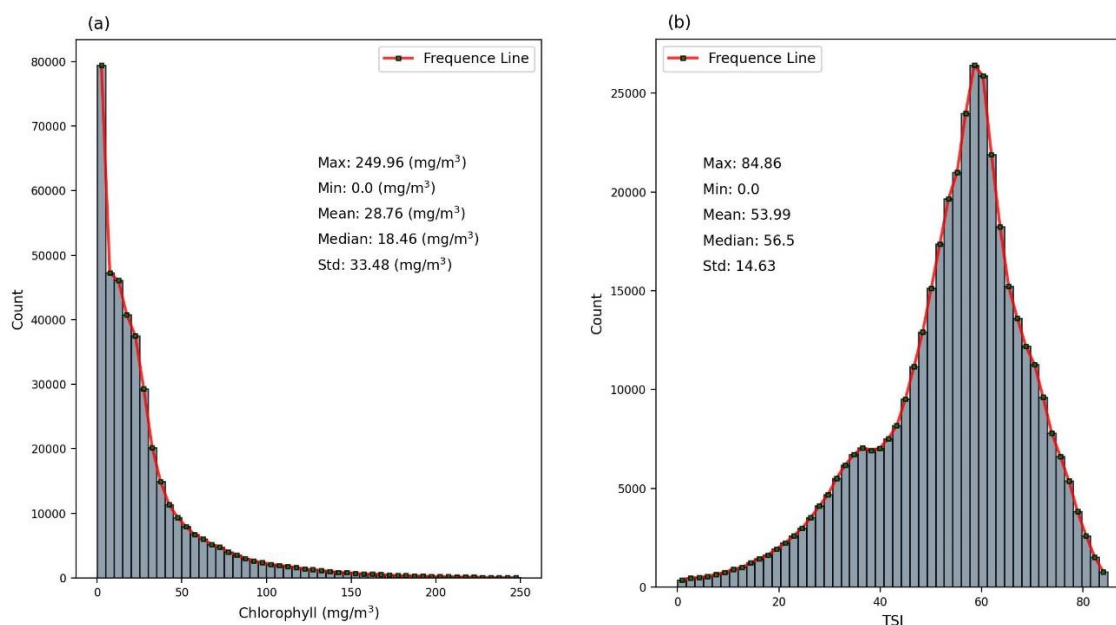 (a)
Frequence Line
Max: 249.96 (mg/m³)
Min: 0.0 (mg/m³)
Mean: 28.76 (mg/m³)
Median: 18.46 (mg/m³)
Std: 33.48 (mg/m³)
Count
80000
70000
60000
50000
40000
30000
20000
10000
0
0 50 100 150 200 250
Chlorophyll (mg/m³)
(b)
Frequence Line
Max: 84.86
Min: 0.0
Mean: 53.99
Median: 56.5
Std: 14.63
Count
25000
20000
15000
10000
5000
0
0 20 40 60 80
TSI